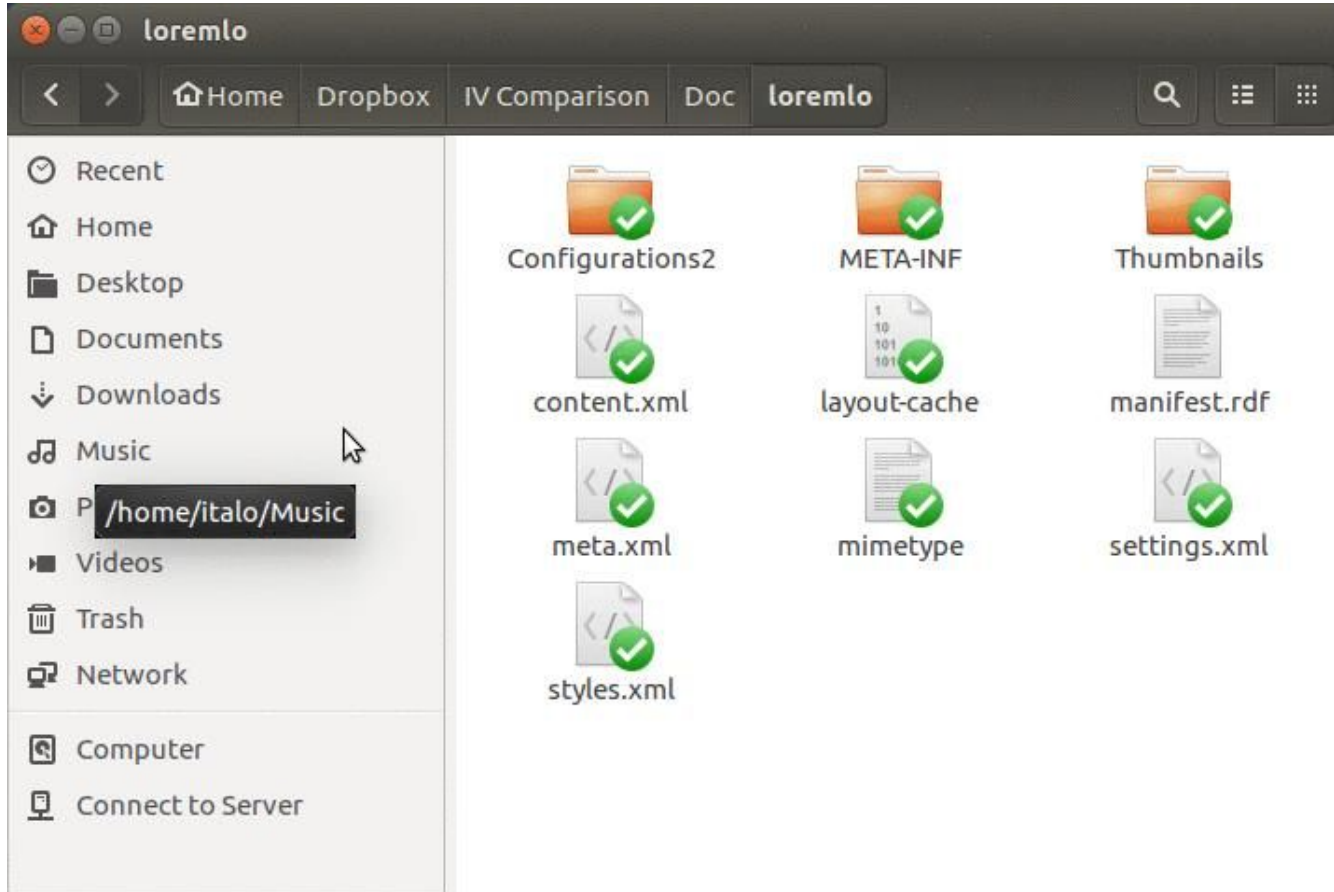 loremlo
Home Dropbox IV Comparison Doc loremlo
Recent
Home
Desktop
Documents
Downloads
Music
P
/home/italo/Music
Videos
Trash
Network
Computer
Connect to Server
Configurations2 META-INF Thumbnails
content.xml layout-cache manifest.rdf
meta.xml mimetype settings.xml
styles.xml